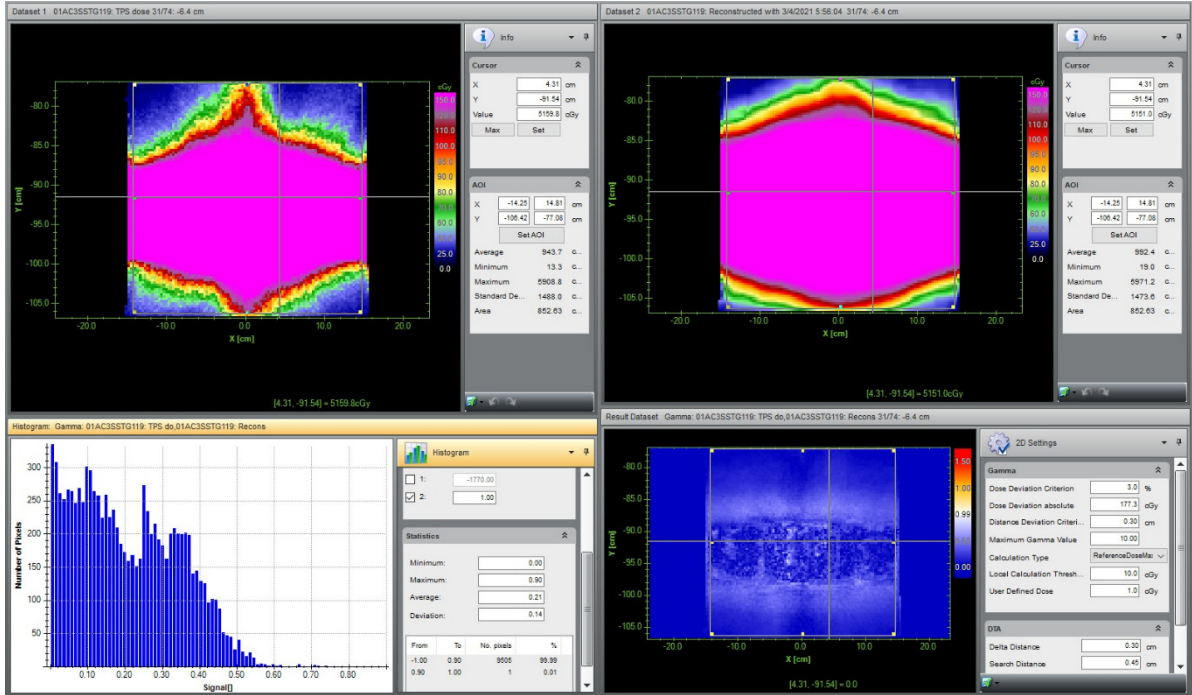 Dataset 1 01AC3SSTG119: TPS dose 31/74: -6.4 cm
Info
Cursor
X 4.31 cm
Y -91.54 cm
Value 5159.8 cGy
Max Set
AOI
X -14.25 14.81 cm
Y -106.42 -77.08 cm
Set AOI
Average 943.7 c...
Minimum 13.3 c...
Maximum 5908.8 c...
Standard De... 1488.0 c...
Area 852.63 c...
cGy
150.0
120.0
110.0
100.0
95.0
90.0
25.0
0.0
-80.0
-85.0
-90.0
-95.0
-100.0
-105.0
Y [cm]
-20.0 -10.0 0.0 10.0 20.0
X [cm]
[4.31, -91.54] = 5159.8cGy
Dataset 2 01AC3SSTG119: Reconstructed with 3/4/2021 5:56:04 31/74: -6.4 cm
Info
Cursor
X 4.31 cm
Y -91.54 cm
Value 5151.0 cGy
Max Set
AOI
X -14.25 14.81 cm
Y -106.42 -77.08 cm
Set AOI
Average 992.4 c...
Minimum 19.0 c...
Maximum 5971.2 c...
Standard De... 1473.6 c...
Area 852.63 c...
cGy
150.0
120.0
110.0
100.0
95.0
90.0
25.0
0.0
-80.0
-85.0
-90.0
-95.0
-100.0
-105.0
Y [cm]
-20.0 -10.0 0.0 10.0 20.0
X [cm]
[4.31, -91.54] = 5151.0cGy
Histogram: Gamma: 01AC3SSTG119: TPS do,01AC3SSTG119: Recons
Histogram
1: -1770.00
2: 1.00
Statistics
Minimum: 0.00
Maximum: 0.90
Average: 0.21
Deviation: 0.14
From To No. pixels %
-1.00 0.90 9505 99.99
0.90 1.00 1 0.01
Number of Pixels
300
250
200
150
100
50
0.00 0.10 0.20 0.30 0.40 0.50 0.60 0.70 0.80
Signal[]
Result Dataset Gamma: 01AC3SSTG119: TPS do,01AC3SSTG119: Recona 31/74: -6.4 cm
2D Settings
Gamma
Dose Deviation Criterion 3.0 %
Dose Deviation absolute 177.3 cGy
Distance Deviation Criteri... 0.30 cm
Maximum Gamma Value 10.00
Calculation Type ReferenceDoseMax
Local Calculation Thresh... 10.0 cGy
User Defined Dose 1.0 cGy
DTA
Delta Distance 0.30 cm
Search Distance 0.45 cm
1.50
1.00
0.99
0.00
-80.0
-85.0
-90.0
-95.0
-100.0
-105.0
Y [cm]
-20.0 -10.0 0.0 10.0 20.0
X [cm]
[4.31, -91.54] = 0.0